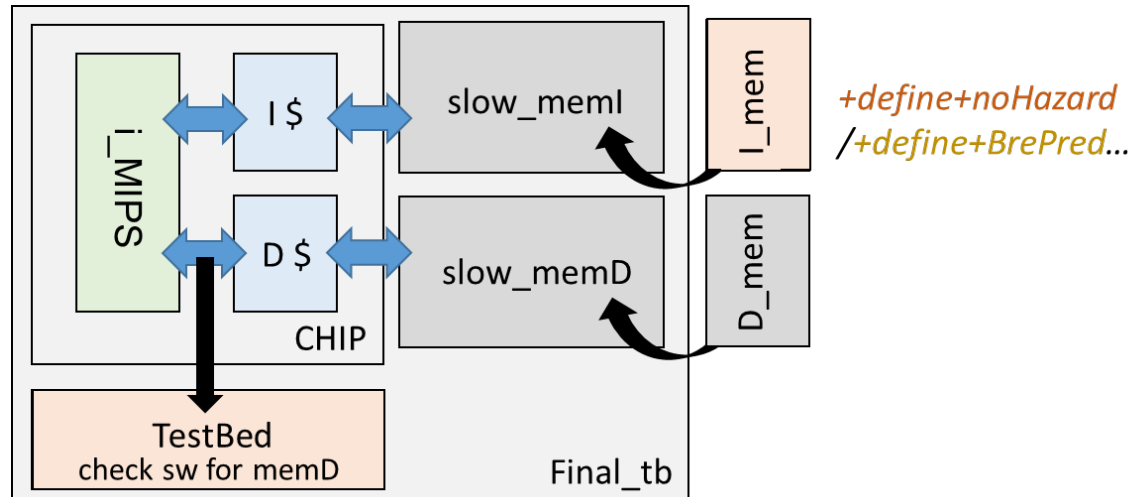 i_MIPS
I $
D $
CHIP
slow_memI
slow_memD
I_mem
D_mem
+define+noHazard
/+define+BrePred...
TestBed
check sw for memD
Final_tb